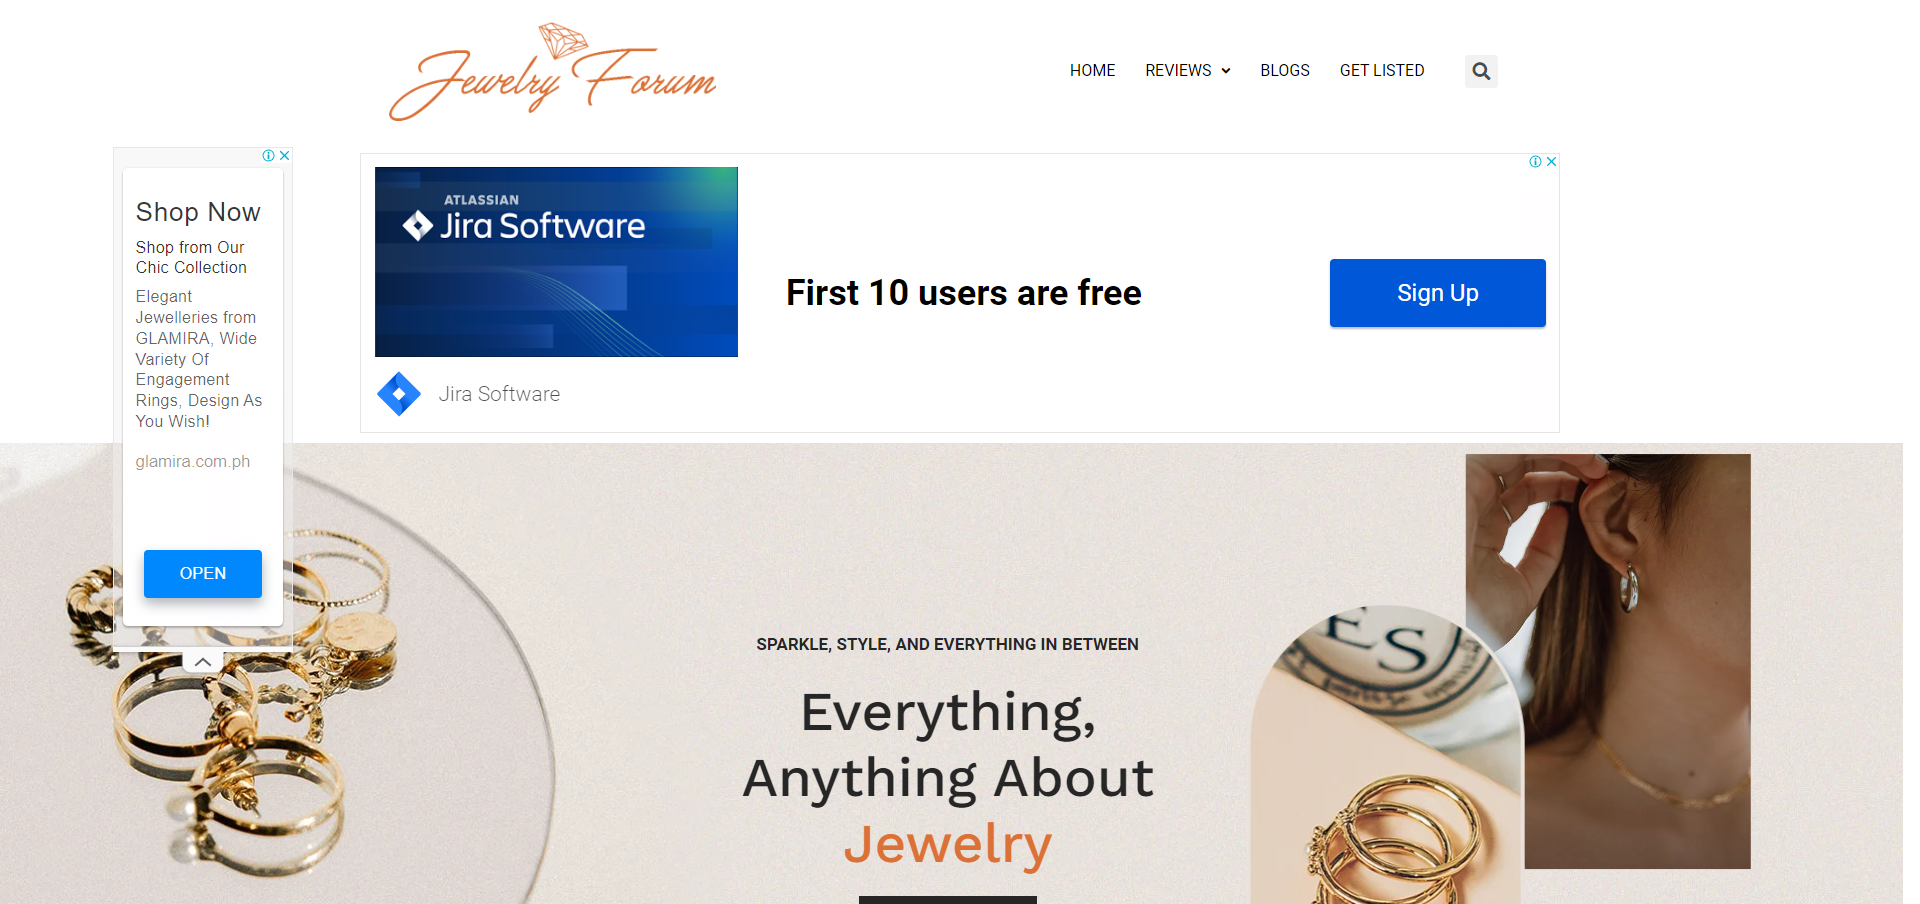 Jewelry Forum
HOME
REVIEWS
BLOGS
GET LISTED
Shop Now
Shop from Our
Chic Collection
Elegant
Jewelleries from
GLAMIRA, Wide
Variety Of
Engagement
Rings, Design As
You Wish!
glamira.com.ph
OPEN
ATLASSIAN
Jira Software
First 10 users are free
Sign Up
Jira Software
SPARKLE, STYLE, AND EVERYTHING IN BETWEEN
Everything,
Anything About
Jewelry
ES